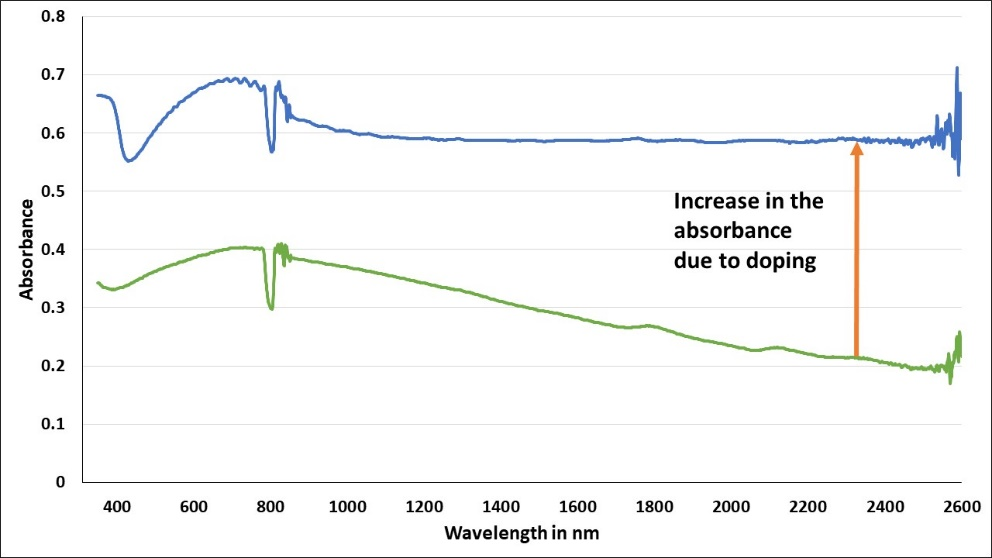 0.8
0.7
0.6
0.5
0.4
0.3
0.2
0.1
0
Absorbance
Increase in the
absorbance
due to doping
400 600 800 1000 1200 1400 1600 1800 2000 2200 2400 2600
Wavelength in nm